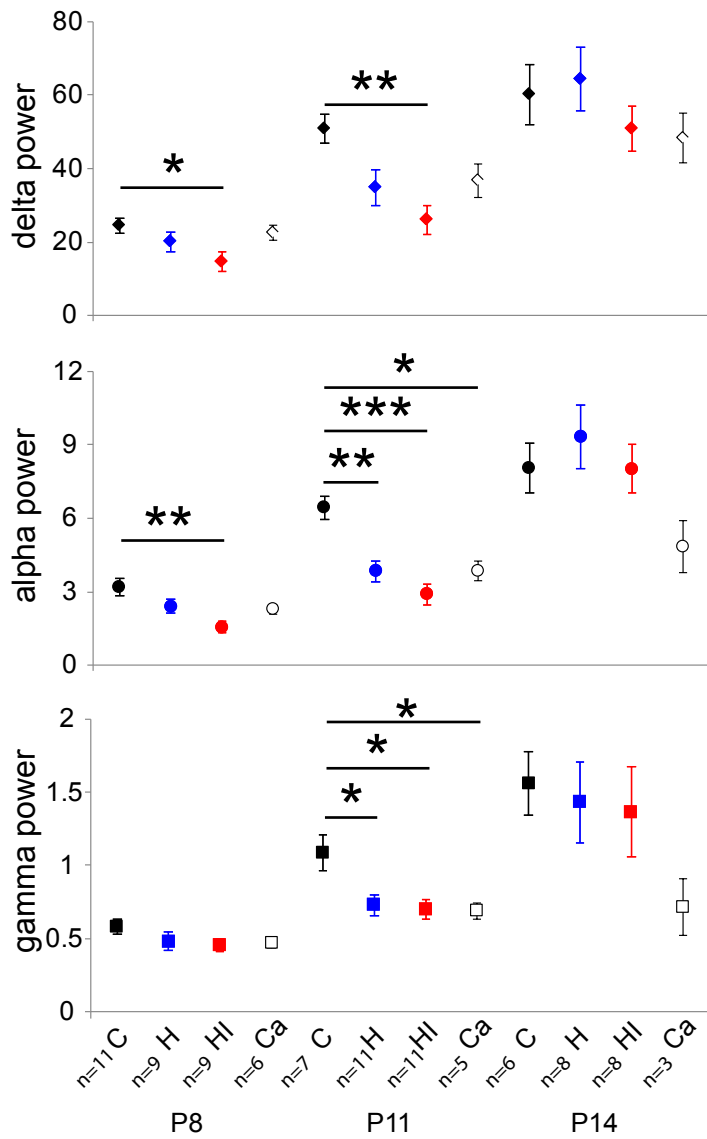 80
60
40
20
0
delta power
*
**
12
9
6
3
0
alpha power
**
*
***
**
2
1.5
1
0.5
0
gamma power
*
*
*
n=11 C
n=9 H
n=9 HI
n=6 Ca
n=7 C
n=11 H
n=11 HI
n=5 Ca
n=6 C
n=8 H
n=8 HI
n=3 Ca
P8 P11 P14